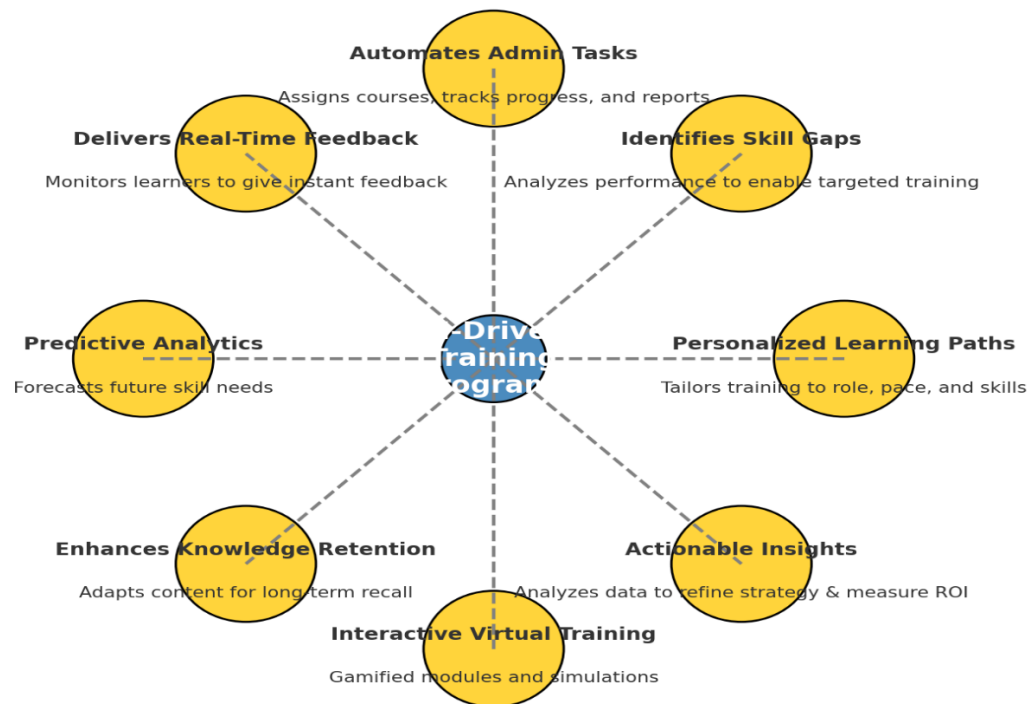 Automates Admin Tasks
Assigns courses, tracks progress, and reports
Delivers Real-Time Feedback
Monitors learners to give instant feedback
Identifies Skill Gaps
Analyzes performance to enable targeted training
-Drive
Training
rogram
Predictive Analytics
Forecasts future skill needs
Personalized Learning Paths
Tailors training to role, pace, and skills
Enhances Knowledge Retention
Adapts content for long-term recall
Actionable Insights
Analyzes data to refine strategy & measure ROI
Interactive Virtual Training
Gamified modules and simulations